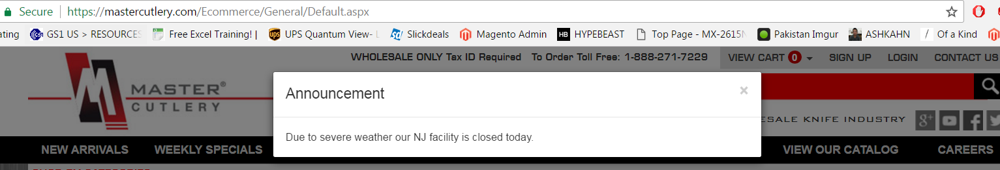 Secure https://mastercutlery.com/Ecommerce/General/Default.aspx
ating GS1 US > RESOURCES Free Excel Training! | UPS Quantum View- L Slickdeals Magento Admin HB HYPEBEAST Top Page - MX-2615N Pakistan Imgur ASHKAHN / Of a Kind
WHOLESALE ONLY Tax ID Required To Order Toll Free: 1-888-271-7229 VIEW CART 0 SIGN UP LOGIN CONTACT US
MASTER®
CUTLERY
Announcement ×
ESALE KNIFE INDUSTRY
Due to severe weather our NJ facility is closed today.
NEW ARRIVALS WEEKLY SPECIALS VIEW OUR CATALOG CAREERS